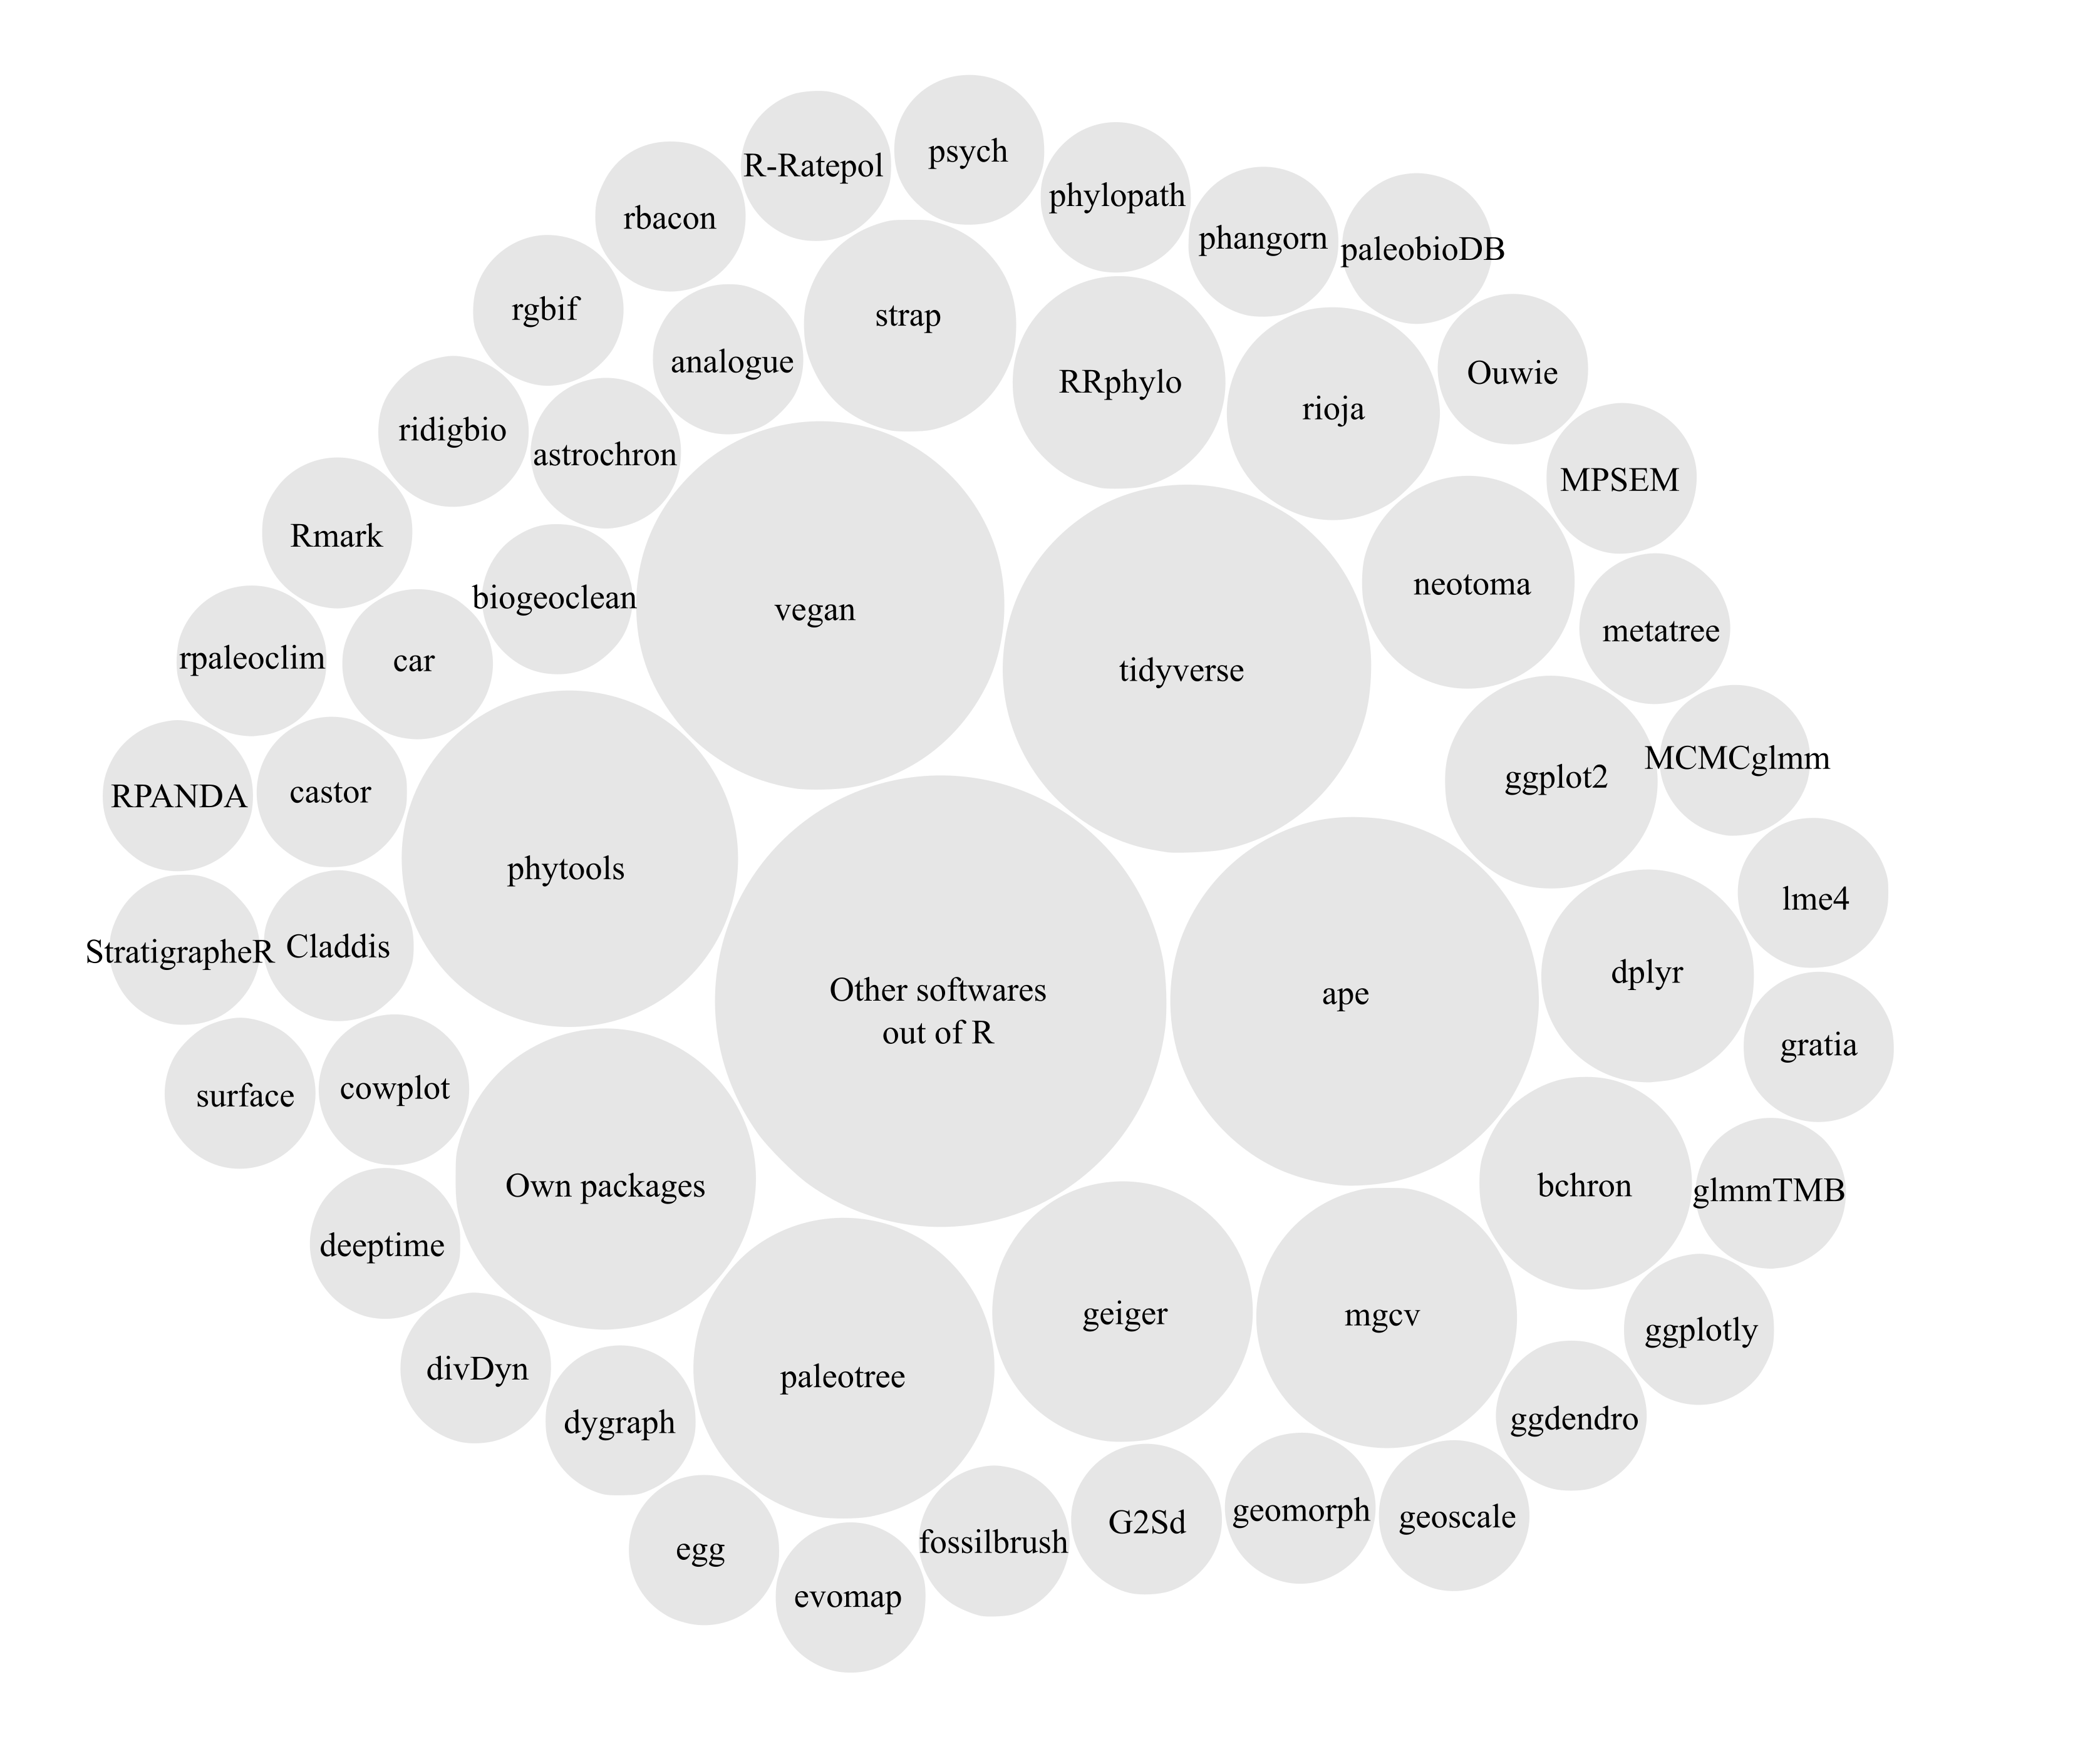 psych
R-Ratepol
phylopath
rbacon
phangorn
paleobioDB
rgbif
strap
analogue
RRphylo
Ouwie
rioja
ridigbio
astrochron
MPSEM
Rmark
neotoma
biogeoclean
vegan
metatree
rpaleoclim
car
tidyverse
MCMCglmm
ggplot2
RPANDA
castor
phytools
lme4
StratigrapheR
Claddis
dplyr
Other softwares
out of R
ape
gratia
surface
cowplot
Own packages
bchron
glmmTMB
deeptime
geiger
mgcv
ggplotly
divDyn
paleotree
dygraph
ggdendro
geomorph
geoscale
G2Sd
fossilbrush
egg
evomap